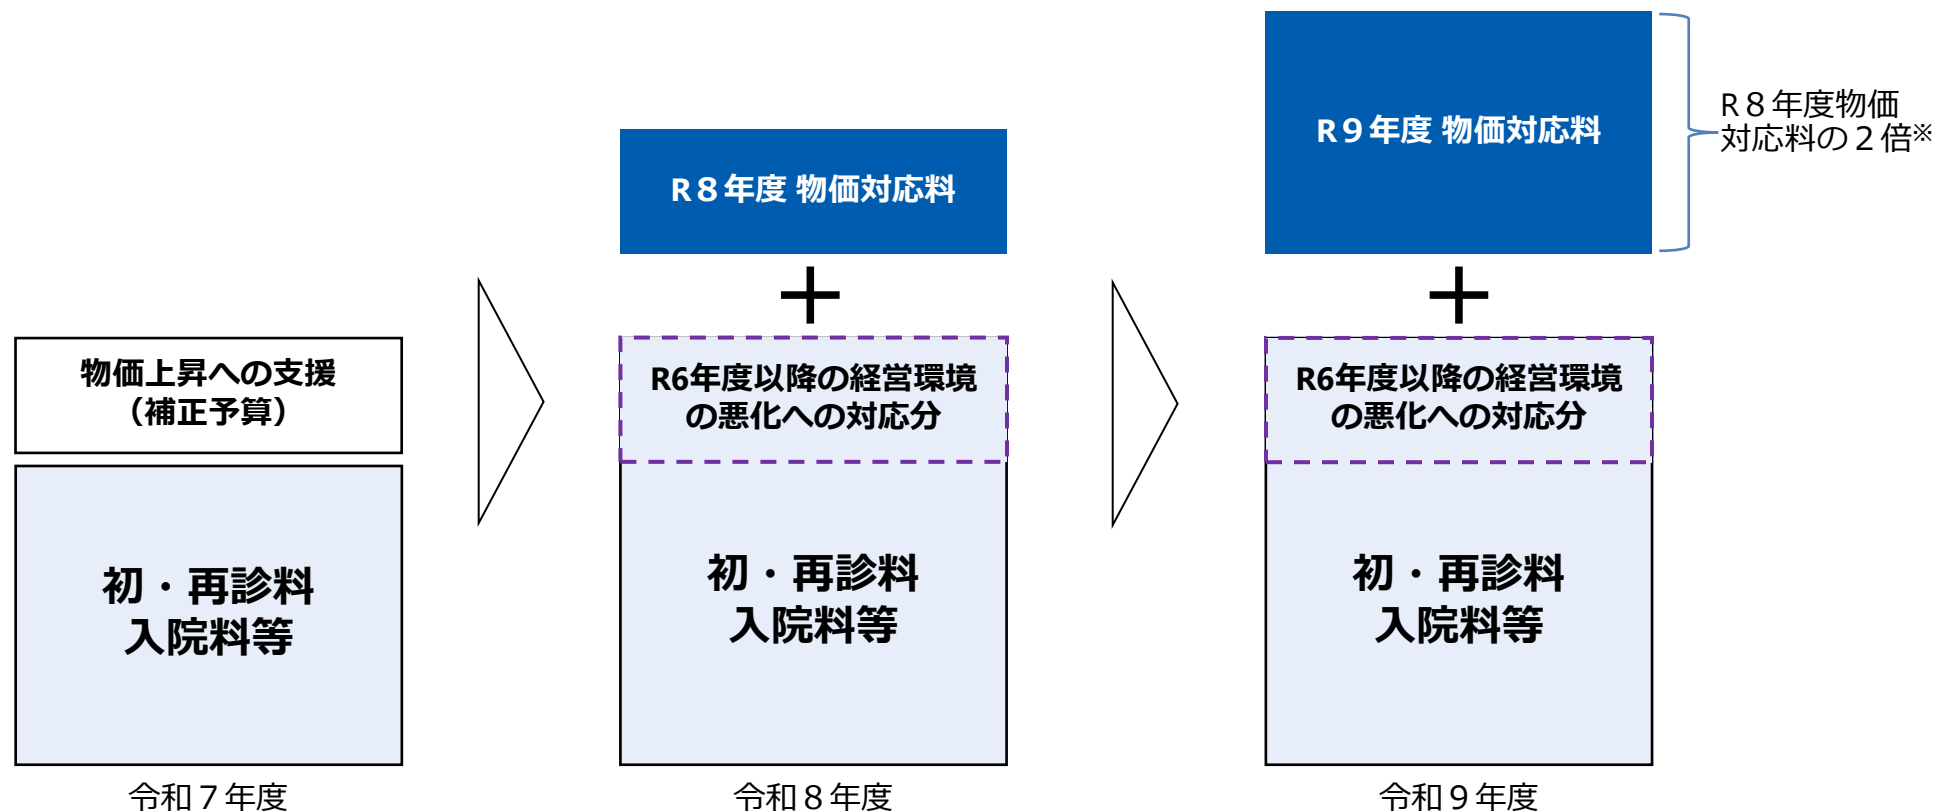 物価上昇への支援
（補正予算）
初・再診料
入院料等
令和７年度
R８年度 物価対応料
＋
R6年度以降の経営環境
の悪化への対応分
初・再診料
入院料等
令和８年度
R９年度 物価対応料
＋
R6年度以降の経営環境
の悪化への対応分
初・再診料
入院料等
令和９年度
R８年度物価
対応料の２倍※